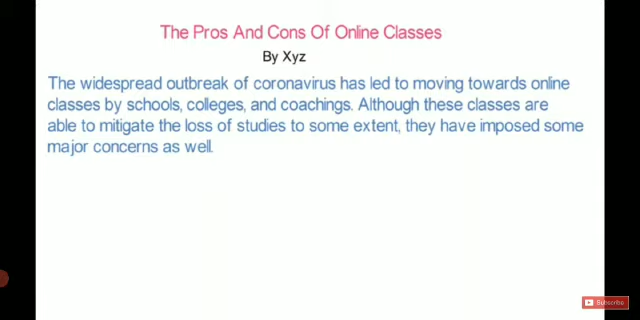 The Pros And Cons Of Online Classes
By Xyz
The widespread outbreak of coronavirus has led to moving towards online
classes by schools, colleges, and coachings. Although these classes are
able to mitigate the loss of studies to some extent, they have imposed some
major concerns as well.
Subscribe